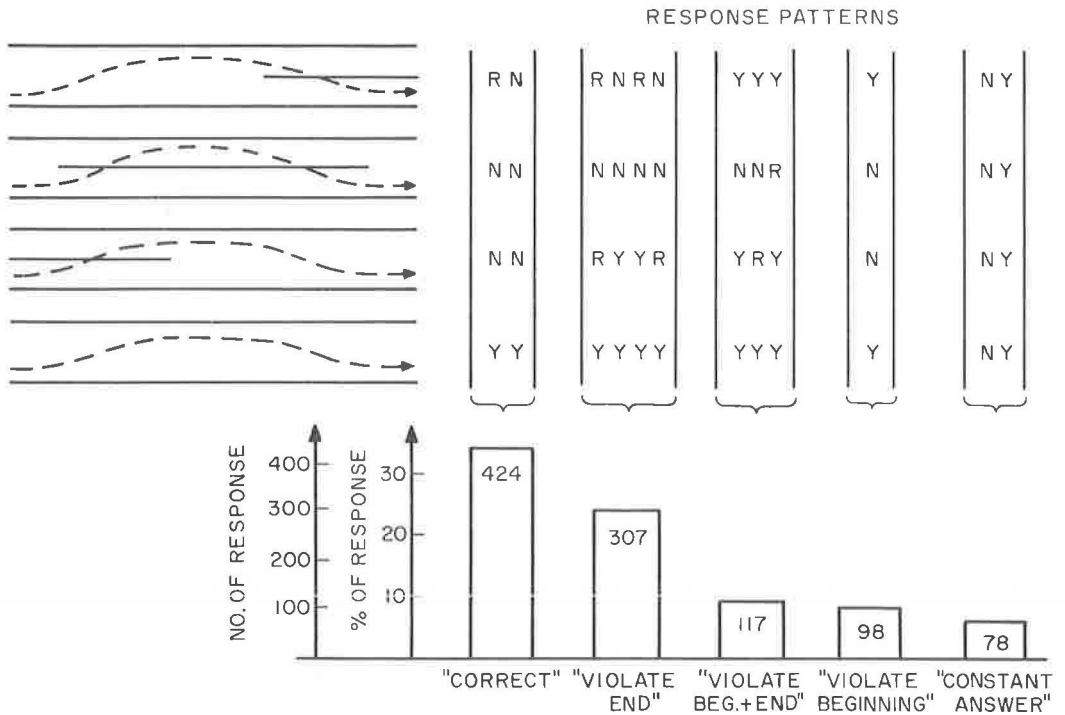 RESPONSE PATTERNS
R N R N R N Y Y Y Y N Y
N N N N N N N N R N N Y
N N R Y Y R Y R Y N N Y
Y Y Y Y Y Y Y Y Y Y N Y
NO. OF RESPONSE
400
300
200
100
% OF RESPONSE
30
20
10
424
307
117
98
78
"CORRECT" "VIOLATE "VIOLATE "VIOLATE "CONSTANT
END" BEG.+END" BEGINNING" ANSWER"